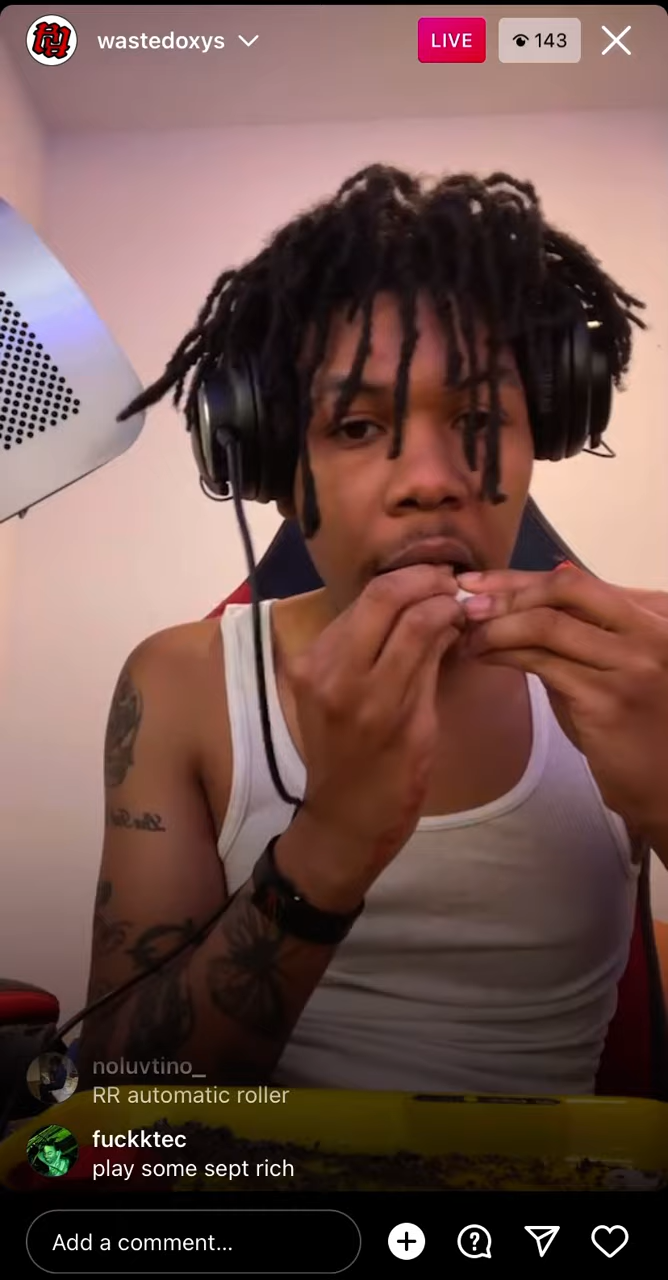 wastedoxys
LIVE
143
noluvtino_
RR automatic roller
fuckktec
play some sept rich
Add a comment...